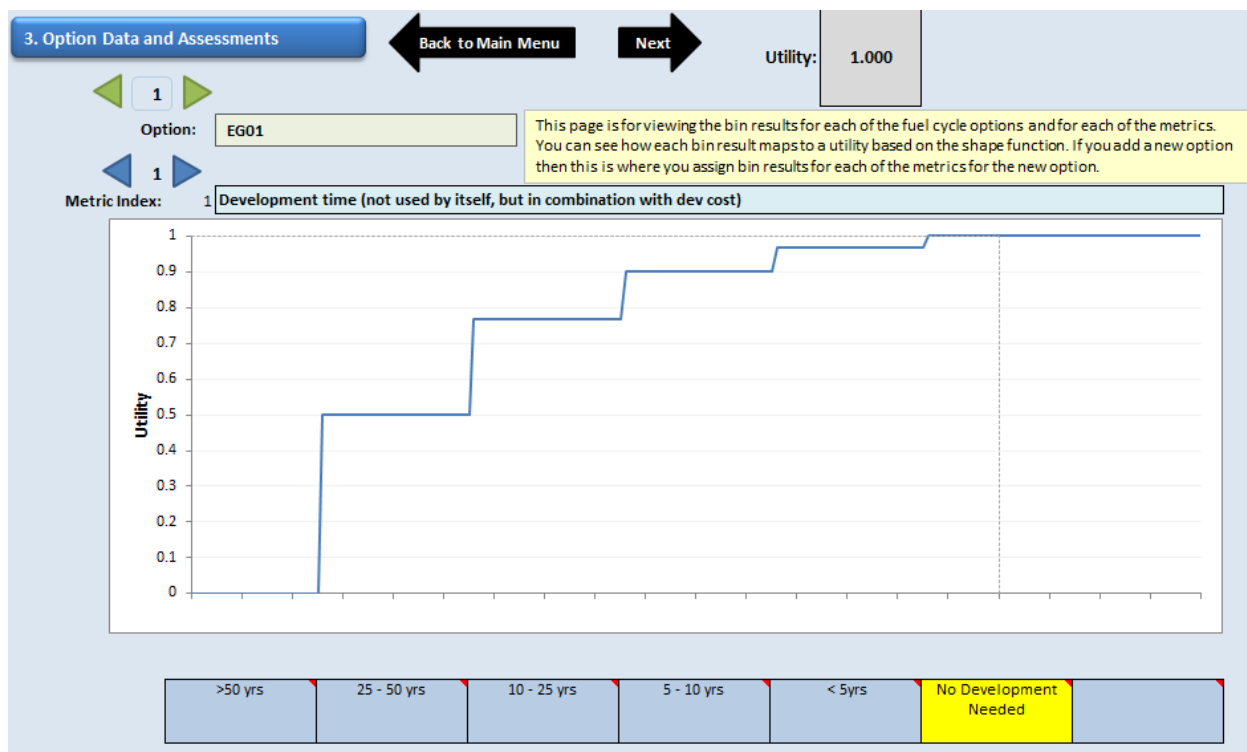 3. Option Data and Assessments
Back to Main Menu
Next
Utility:
1.000
1
Option:
EG01
This page is for viewing the bin results for each of the fuel cycle options and for each of the metrics.
You can see how each bin result maps to a utility based on the shape function. If you add a new option
then this is where you assign bin results for each of the metrics for the new option.
1
Metric Index:
1
Development time (not used by itself, but in combination with dev cost)
1
0.9
0.8
0.7
0.6
0.5
0.4
0.3
0.2
0.1
0
Utility
>50 yrs
25 - 50 yrs
10 - 25 yrs
5 - 10 yrs
< 5yrs
No Development
Needed